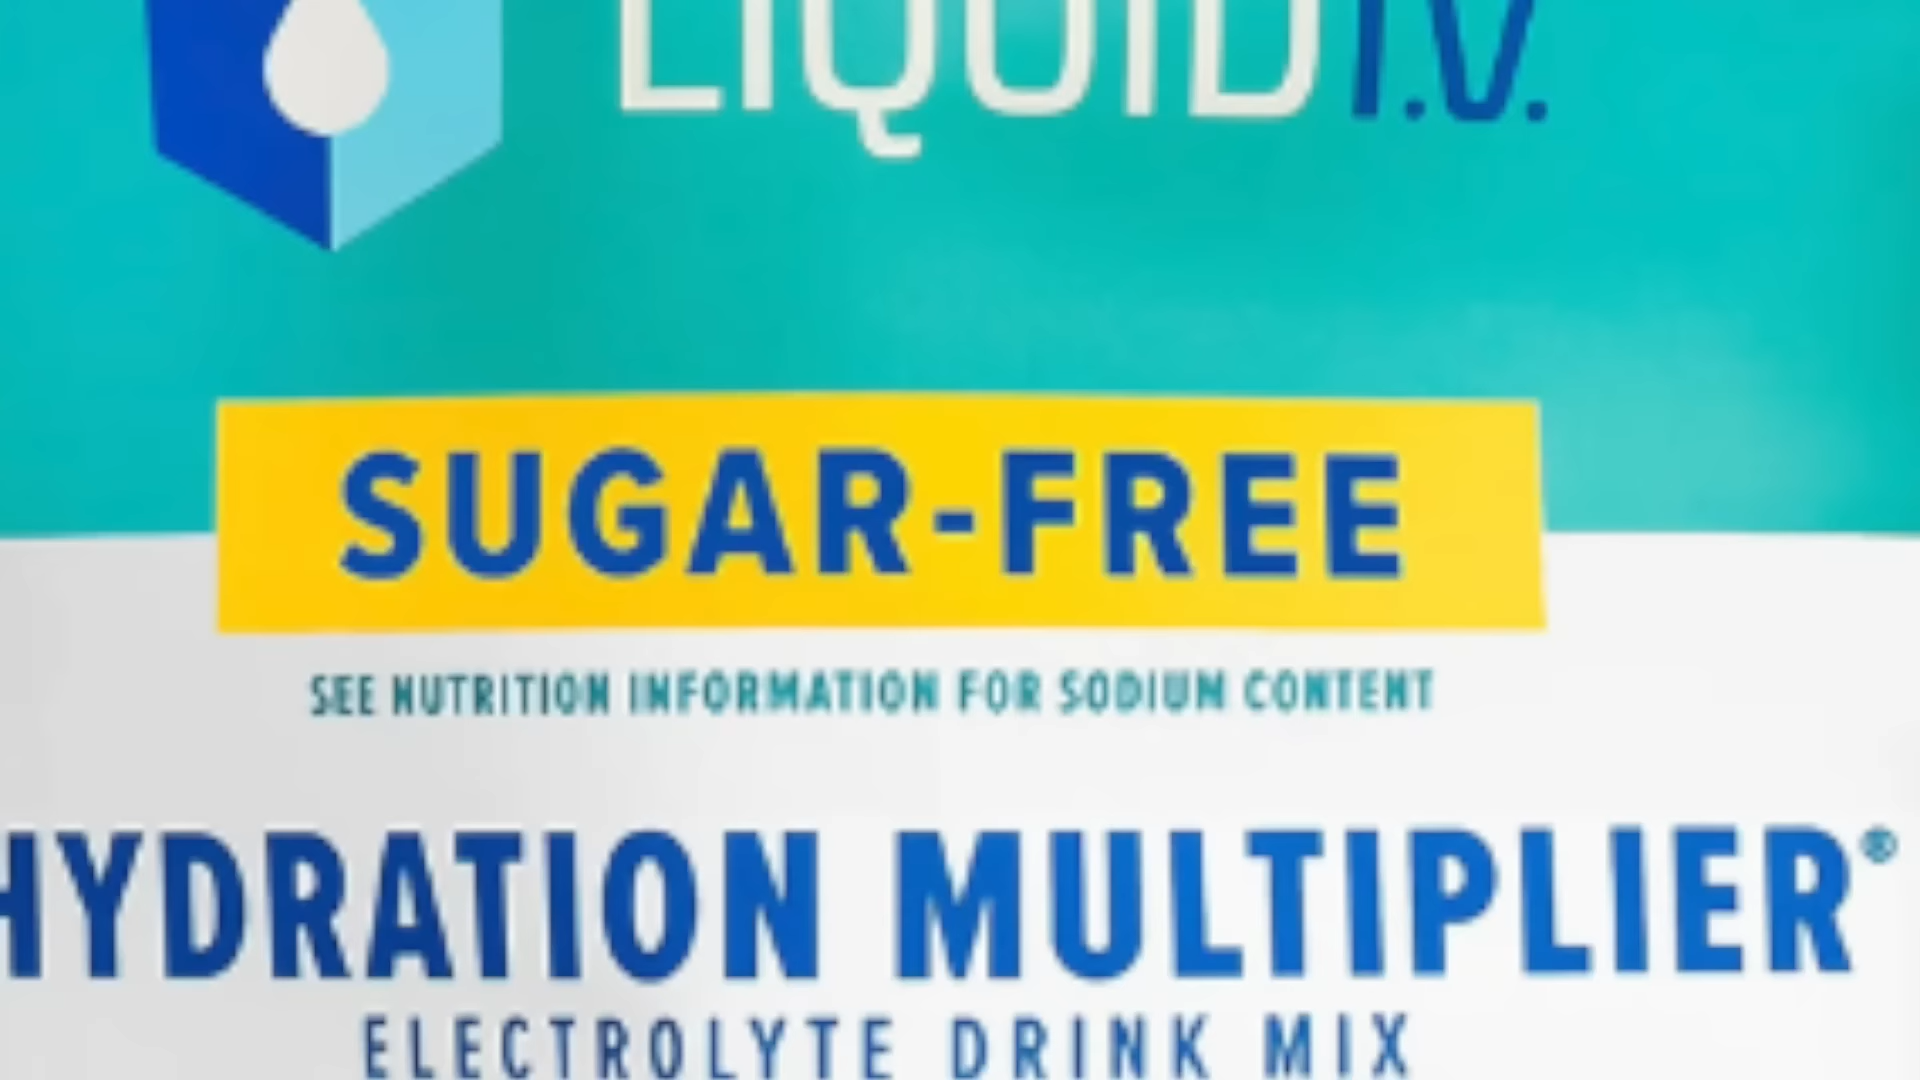 LIQUID I.V.
SUGAR-FREE
SEE NUTRITION INFORMATION FOR SODIUM CONTENT
HYDRATION MULTIPLIER®
ELECTROLYTE DRINK MIX